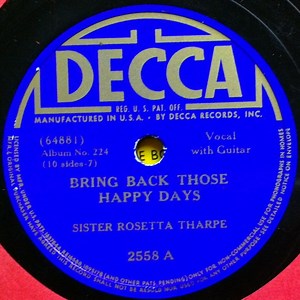 DECCA
REG. U.S. PAT. OFF.
MANUFACTURED IN U.S.A. - BY DECCA RECORDS, INC.
(64881)
Album No. 224
(10 sides-7)
Vocal
with Guitar
BRING BACK THOSE
HAPPY DAYS
SISTER ROSETTA THARPE
2558 A